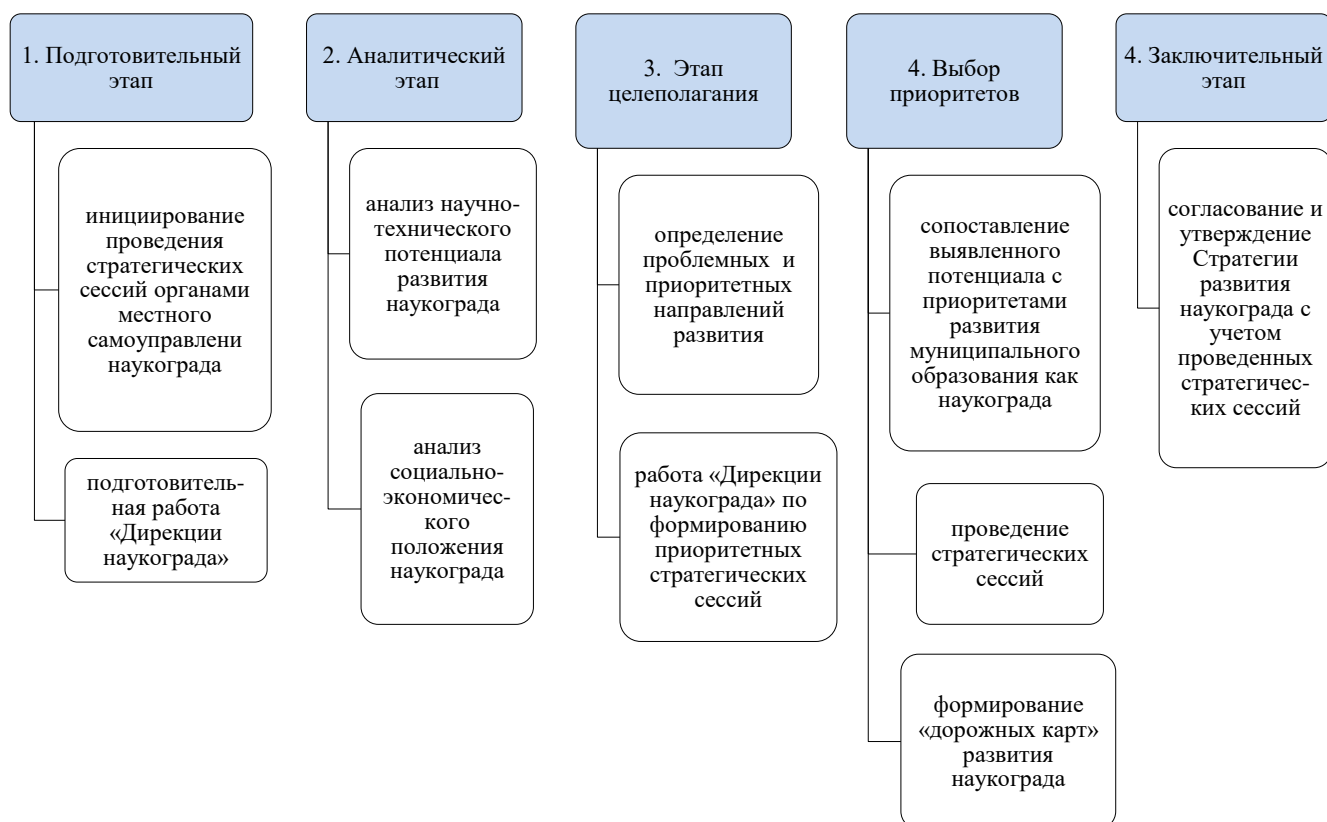 1. Подготовительный
этап
инициирование
проведения
стратегических
сессий органами
местного
самоуправлени
наукограда
подготовитель-
ная работа
«Дирекции
наукограда»
2. Аналитический
этап
анализ научно-
технического
потенциала
развития
наукограда
анализ
социально-
экономичес-
кого
положения
наукограда
3. Этап
целеполагания
определение
проблемных и
приоритетных
направлений
развития
работа «Дирекции
наукограда» по
формированию
приоритетных
стратегических
сессий
4. Выбор
приоритетов
сопоставление
выявленного
потенциала с
приоритетами
развития
муниципального
образования как
наукограда
проведение
стратегических
сессий
формирование
«дорожных карт»
развития
наукограда
4. Заключительный
этап
согласование и
утверждение
Стратегии
развития
наукограда с
учетом
проведенных
стратегичес-
ких сессий